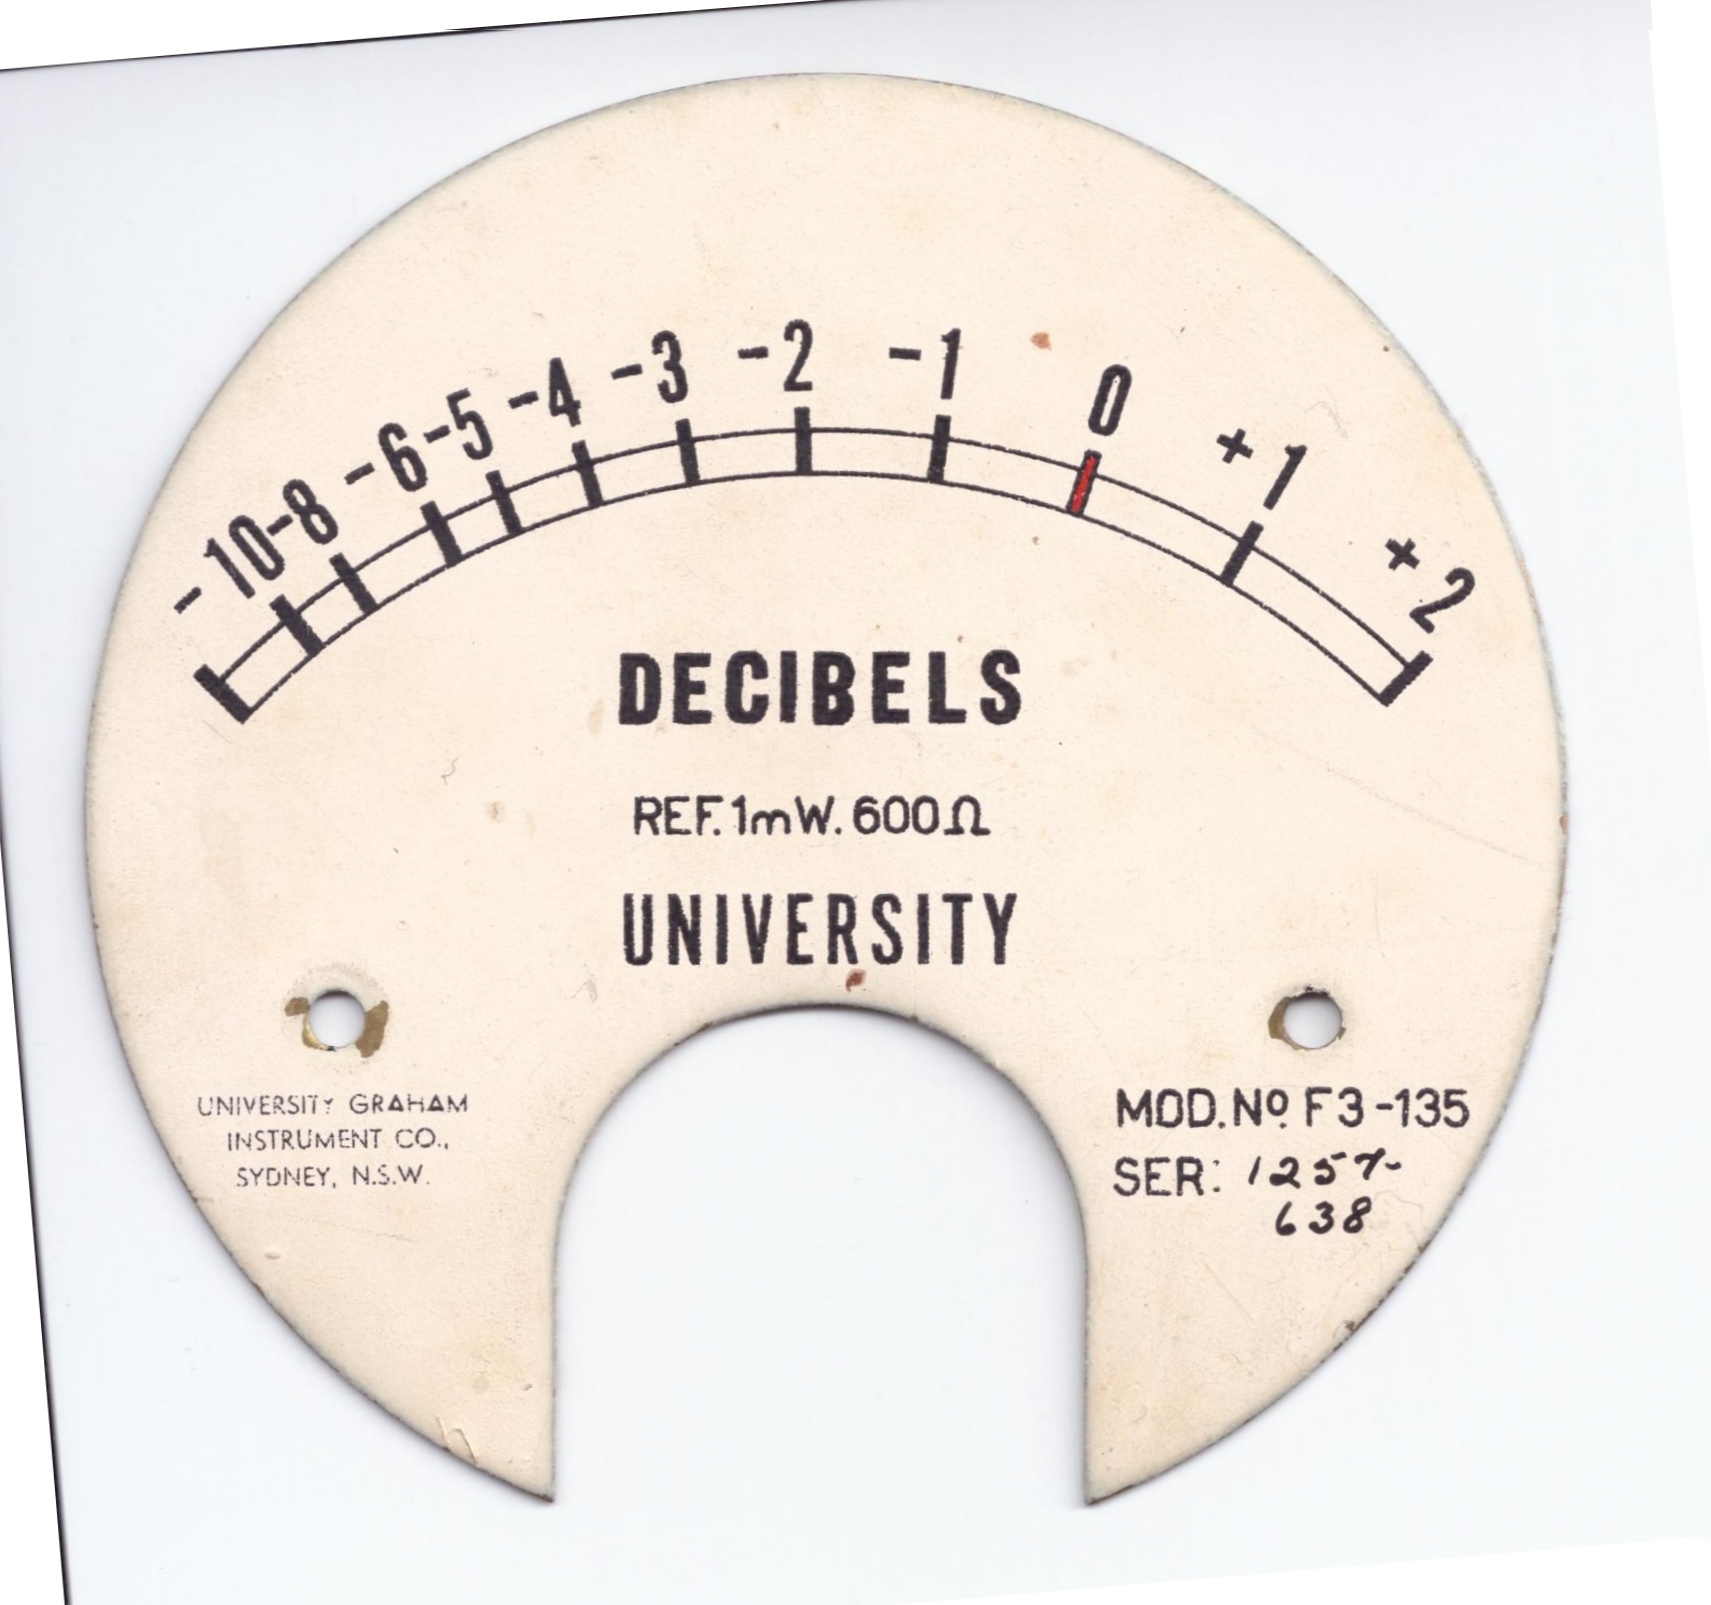 -10 -8 -6 -5 -4 -3 -2 -1 0 +1 +2
DECIBELS
REF. 1mW. 600Ω
UNIVERSITY
UNIVERSITY GRAHAM
INSTRUMENT CO.,
SYDNEY, N.S.W.
MOD. Nº F3-135
SER: 1257-
638